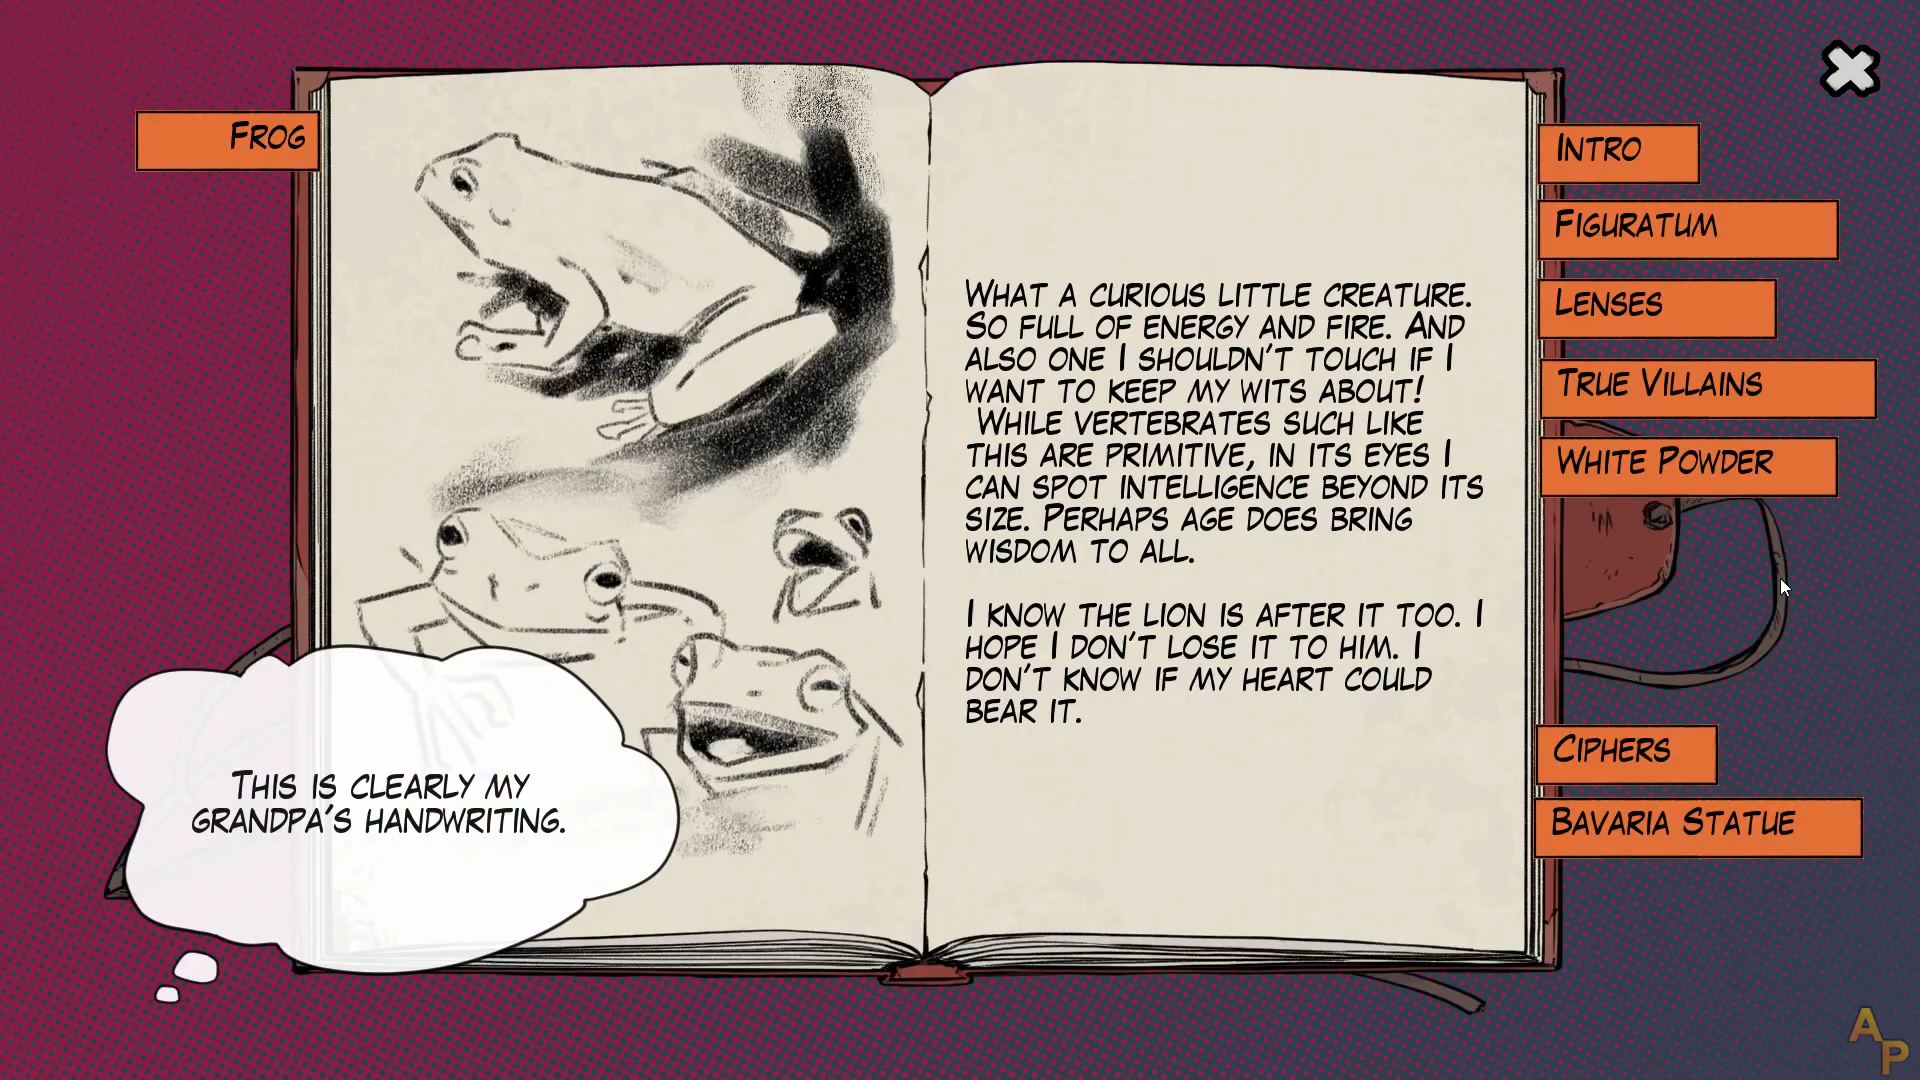 Frog
What a curious little creature.
So full of energy and fire. And
also one I shouldn't touch if I
want to keep my wits about!
While vertebrates such like
this are primitive, in its eyes I
can spot intelligence beyond its
size. Perhaps age does bring
wisdom to all.
I know the lion is after it too. I
hope I don't lose it to him. I
don't know if my heart could
bear it.
This is clearly my
grandpa's handwriting.
Intro
Figuratum
Lenses
True Villains
White Powder
Ciphers
Bavaria Statue
A
P